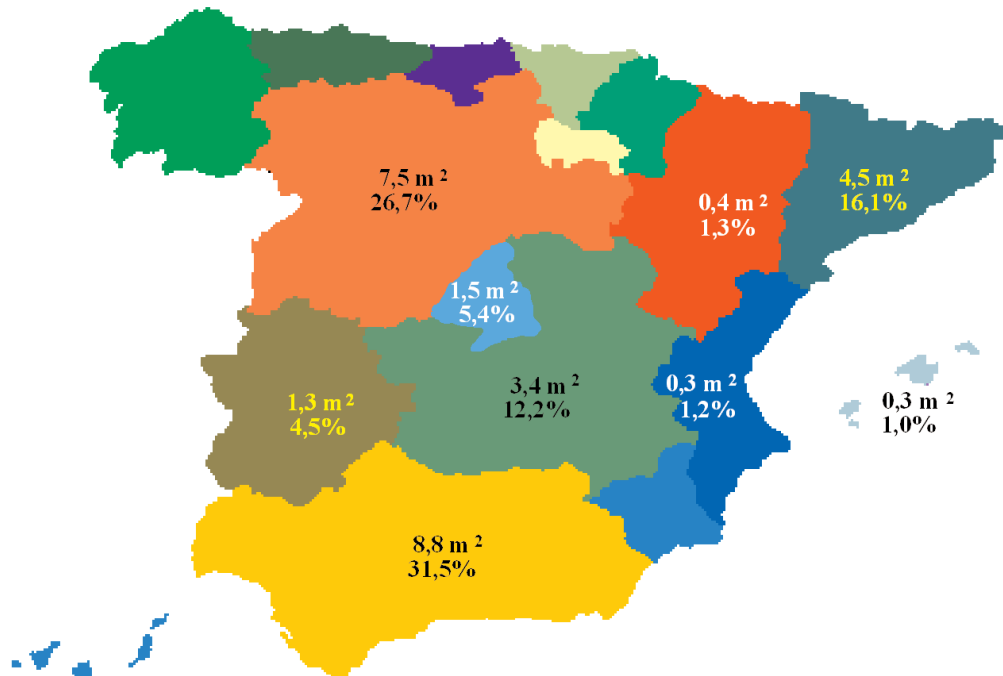 7,5 m ²
26,7%
0,4 m ²
1,3%
4,5 m ²
16,1%
1,5 m ²
5,4%
3,4 m ²
12,2%
0,3 m ²
1,2%
0,3 m ²
1,0%
1,3 m ²
4,5%
8,8 m ²
31,5%